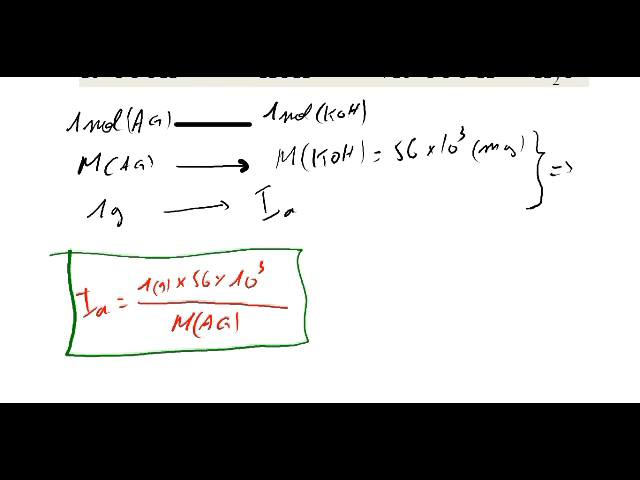 1mol(AG) 1mol(KOH)
M(AG) → M(KOH) = 56 × 10³ (mg) } =>
1g → Ia
Ia = 1(g) × 56 × 10³ / M(AG)